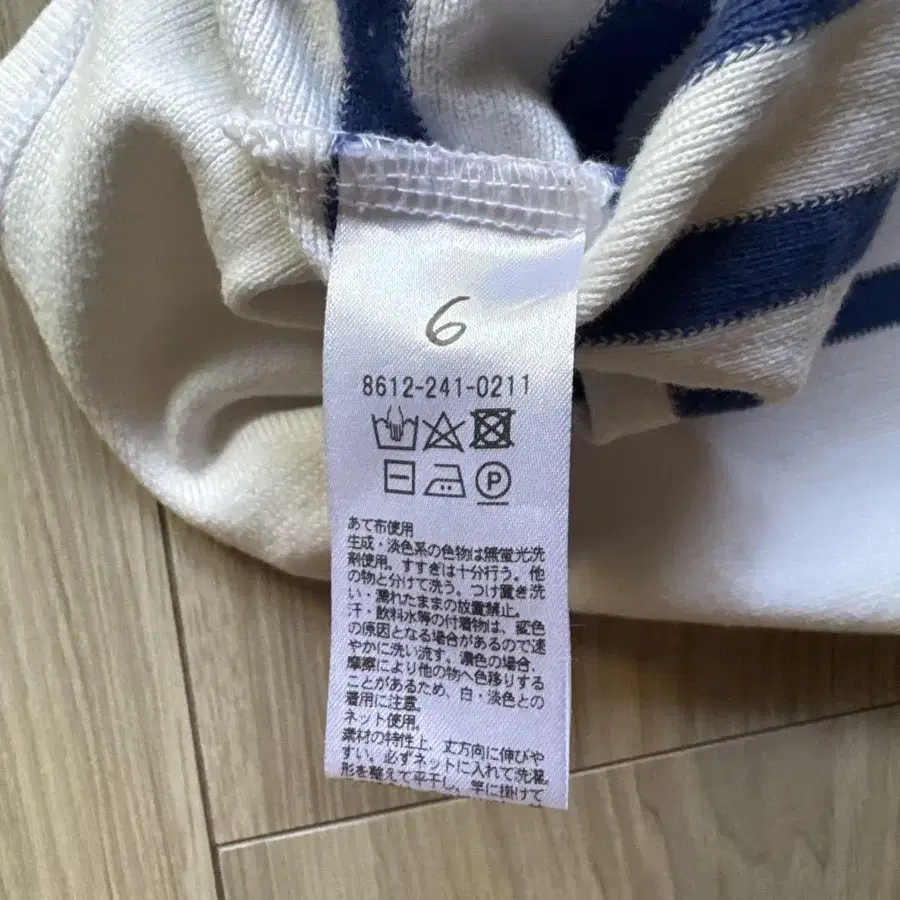 6
8612-241-0211
P
あて布使用
生成・淡色系の色物は無蛍光洗
剤使用。すすぎは十分行う。他
の物と分けて洗う。つけ置き洗
い・濡れたままの放置禁止。
汗・飲料水等の付着物は、変色
の原因となる場合があるので速
やかに洗い流す。濃色の場合、
摩擦により他の物へ色移りする
ことがあるため、白・淡色との
着用に注意。
ネット使用。
素材の特性上、丈方向に伸びや
すい。必ずネットに入れて洗濯
形を整えて平干し。竿に掛けて